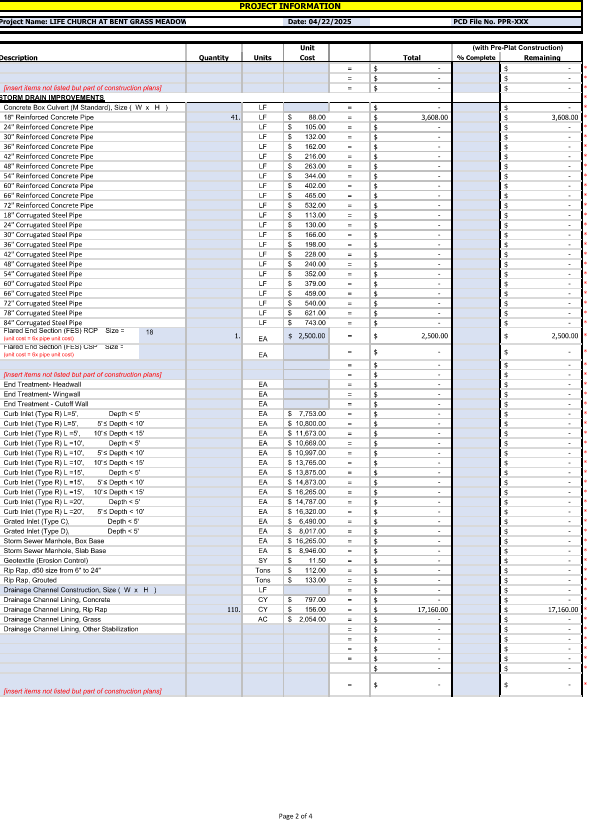 PROJECT INFORMATION
Project Name: LIFE CHURCH AT BENT GRASS MEADOW Date: 04/22/2025 PCD File No. PPR-XXX
Unit (with Pre-Plat Construction)
Description Quantity Units Cost Total % Complete Remaining
= $ - $ - *
= $ - $ - *
[insert items not listed but part of construction plans] = $ - $ - *
STORM DRAIN IMPROVEMENTS *
Concrete Box Culvert (M Standard), Size ( W x H ) LF = $ - $ - *
18" Reinforced Concrete Pipe 41. LF $ 88.00 = $ 3,608.00 $ 3,608.00 *
24" Reinforced Concrete Pipe LF $ 105.00 = $ - $ - *
30" Reinforced Concrete Pipe LF $ 132.00 = $ - $ - *
36" Reinforced Concrete Pipe LF $ 162.00 = $ - $ - *
42" Reinforced Concrete Pipe LF $ 216.00 = $ - $ - *
48" Reinforced Concrete Pipe LF $ 263.00 = $ - $ - *
54" Reinforced Concrete Pipe LF $ 344.00 = $ - $ - *
60" Reinforced Concrete Pipe LF $ 402.00 = $ - $ - *
66" Reinforced Concrete Pipe LF $ 465.00 = $ - $ - *
72" Reinforced Concrete Pipe LF $ 532.00 = $ - $ - *
18" Corrugated Steel Pipe LF $ 113.00 = $ - $ - *
24" Corrugated Steel Pipe LF $ 130.00 = $ - $ - *
30" Corrugated Steel Pipe LF $ 166.00 = $ - $ - *
36" Corrugated Steel Pipe LF $ 198.00 = $ - $ - *
42" Corrugated Steel Pipe LF $ 228.00 = $ - $ - *
48" Corrugated Steel Pipe LF $ 240.00 = $ - $ - *
54" Corrugated Steel Pipe LF $ 352.00 = $ - $ - *
60" Corrugated Steel Pipe LF $ 379.00 = $ - $ - *
66" Corrugated Steel Pipe LF $ 459.00 = $ - $ - *
72" Corrugated Steel Pipe LF $ 540.00 = $ - $ - *
78" Corrugated Steel Pipe LF $ 621.00 = $ - $ - *
84" Corrugated Steel Pipe LF $ 743.00 = $ - $ - *
Flared End Section (FES) RCP Size = 18 1. EA $ 2,500.00 = $ 2,500.00 $ 2,500.00 *
(unit cost = 6x pipe unit cost)
Flared End Section (FES) CSP Size = EA = $ - $ - *
(unit cost = 6x pipe unit cost)
= $ - $ - *
[insert items not listed but part of construction plans] = $ - $ - *
End Treatment- Headwall EA = $ - $ - *
End Treatment- Wingwall EA = $ - $ - *
End Treatment - Cutoff Wall EA = $ - $ - *
Curb Inlet (Type R) L=5', Depth < 5' EA $ 7,753.00 = $ - $ - *
Curb Inlet (Type R) L=5', 5'≤ Depth < 10' EA $ 10,800.00 = $ - $ - *
Curb Inlet (Type R) L =5', 10'≤ Depth < 15' EA $ 11,673.00 = $ - $ - *
Curb Inlet (Type R) L =10', Depth < 5' EA $ 10,669.00 = $ - $ - *
Curb Inlet (Type R) L =10', 5'≤ Depth < 10' EA $ 10,997.00 = $ - $ - *
Curb Inlet (Type R) L =10', 10'≤ Depth < 15' EA $ 13,765.00 = $ - $ - *
Curb Inlet (Type R) L =15', Depth < 5' EA $ 13,875.00 = $ - $ - *
Curb Inlet (Type R) L =15', 5'≤ Depth < 10' EA $ 14,873.00 = $ - $ - *
Curb Inlet (Type R) L =15', 10'≤ Depth < 15' EA $ 16,265.00 = $ - $ - *
Curb Inlet (Type R) L =20', Depth < 5' EA $ 14,787.00 = $ - $ - *
Curb Inlet (Type R) L =20', 5'≤ Depth < 10' EA $ 16,320.00 = $ - $ - *
Grated Inlet (Type C), Depth < 5' EA $ 6,490.00 = $ - $ - *
Grated Inlet (Type D), Depth < 5' EA $ 8,017.00 = $ - $ - *
Storm Sewer Manhole, Box Base EA $ 16,265.00 = $ - $ - *
Storm Sewer Manhole, Slab Base EA $ 8,946.00 = $ - $ - *
Geotextile (Erosion Control) SY $ 11.50 = $ - $ - *
Rip Rap, d50 size from 6" to 24" Tons $ 112.00 = $ - $ - *
Rip Rap, Grouted Tons $ 133.00 = $ - $ - *
Drainage Channel Construction, Size ( W x H ) LF = $ - $ - *
Drainage Channel Lining, Concrete CY $ 797.00 = $ - $ - *
Drainage Channel Lining, Rip Rap 110. CY $ 156.00 = $ 17,160.00 $ 17,160.00 *
Drainage Channel Lining, Grass AC $ 2,054.00 = $ - $ - *
Drainage Channel Lining, Other Stabilization = $ - $ - *
= $ - $ - *
= $ - $ - *
= $ - $ - *
$ - $ - *
= $ - $ - *
[insert items not listed but part of construction plans]
Page 2 of 4